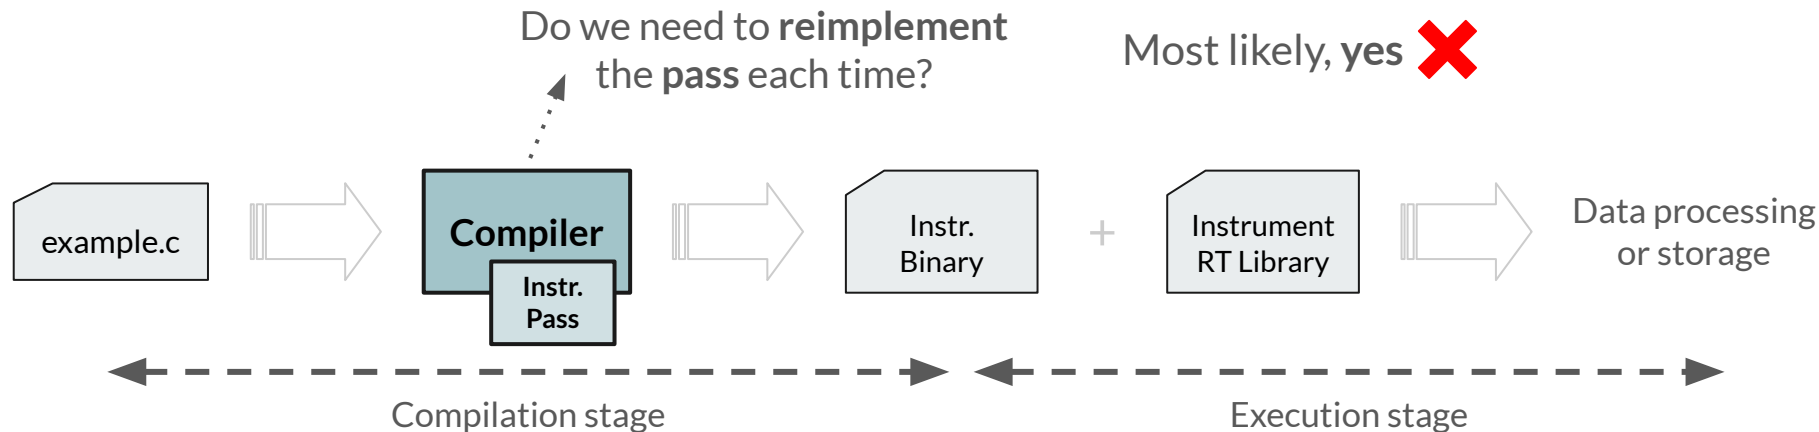 Do we need to reimplement
the pass each time?
Most likely, yes
example.c
Compiler
Instr.
Pass
Instr.
Binary
+
Instrument
RT Library
Data processing
or storage
Compilation stage
Execution stage